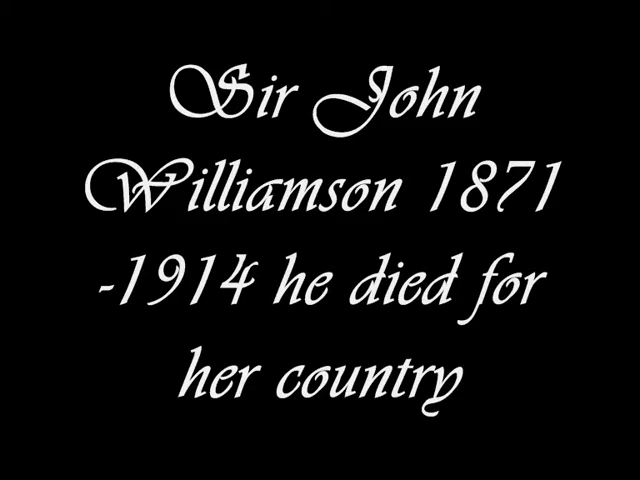 Sir John
Williamson 1871
-1914 he died for
her country